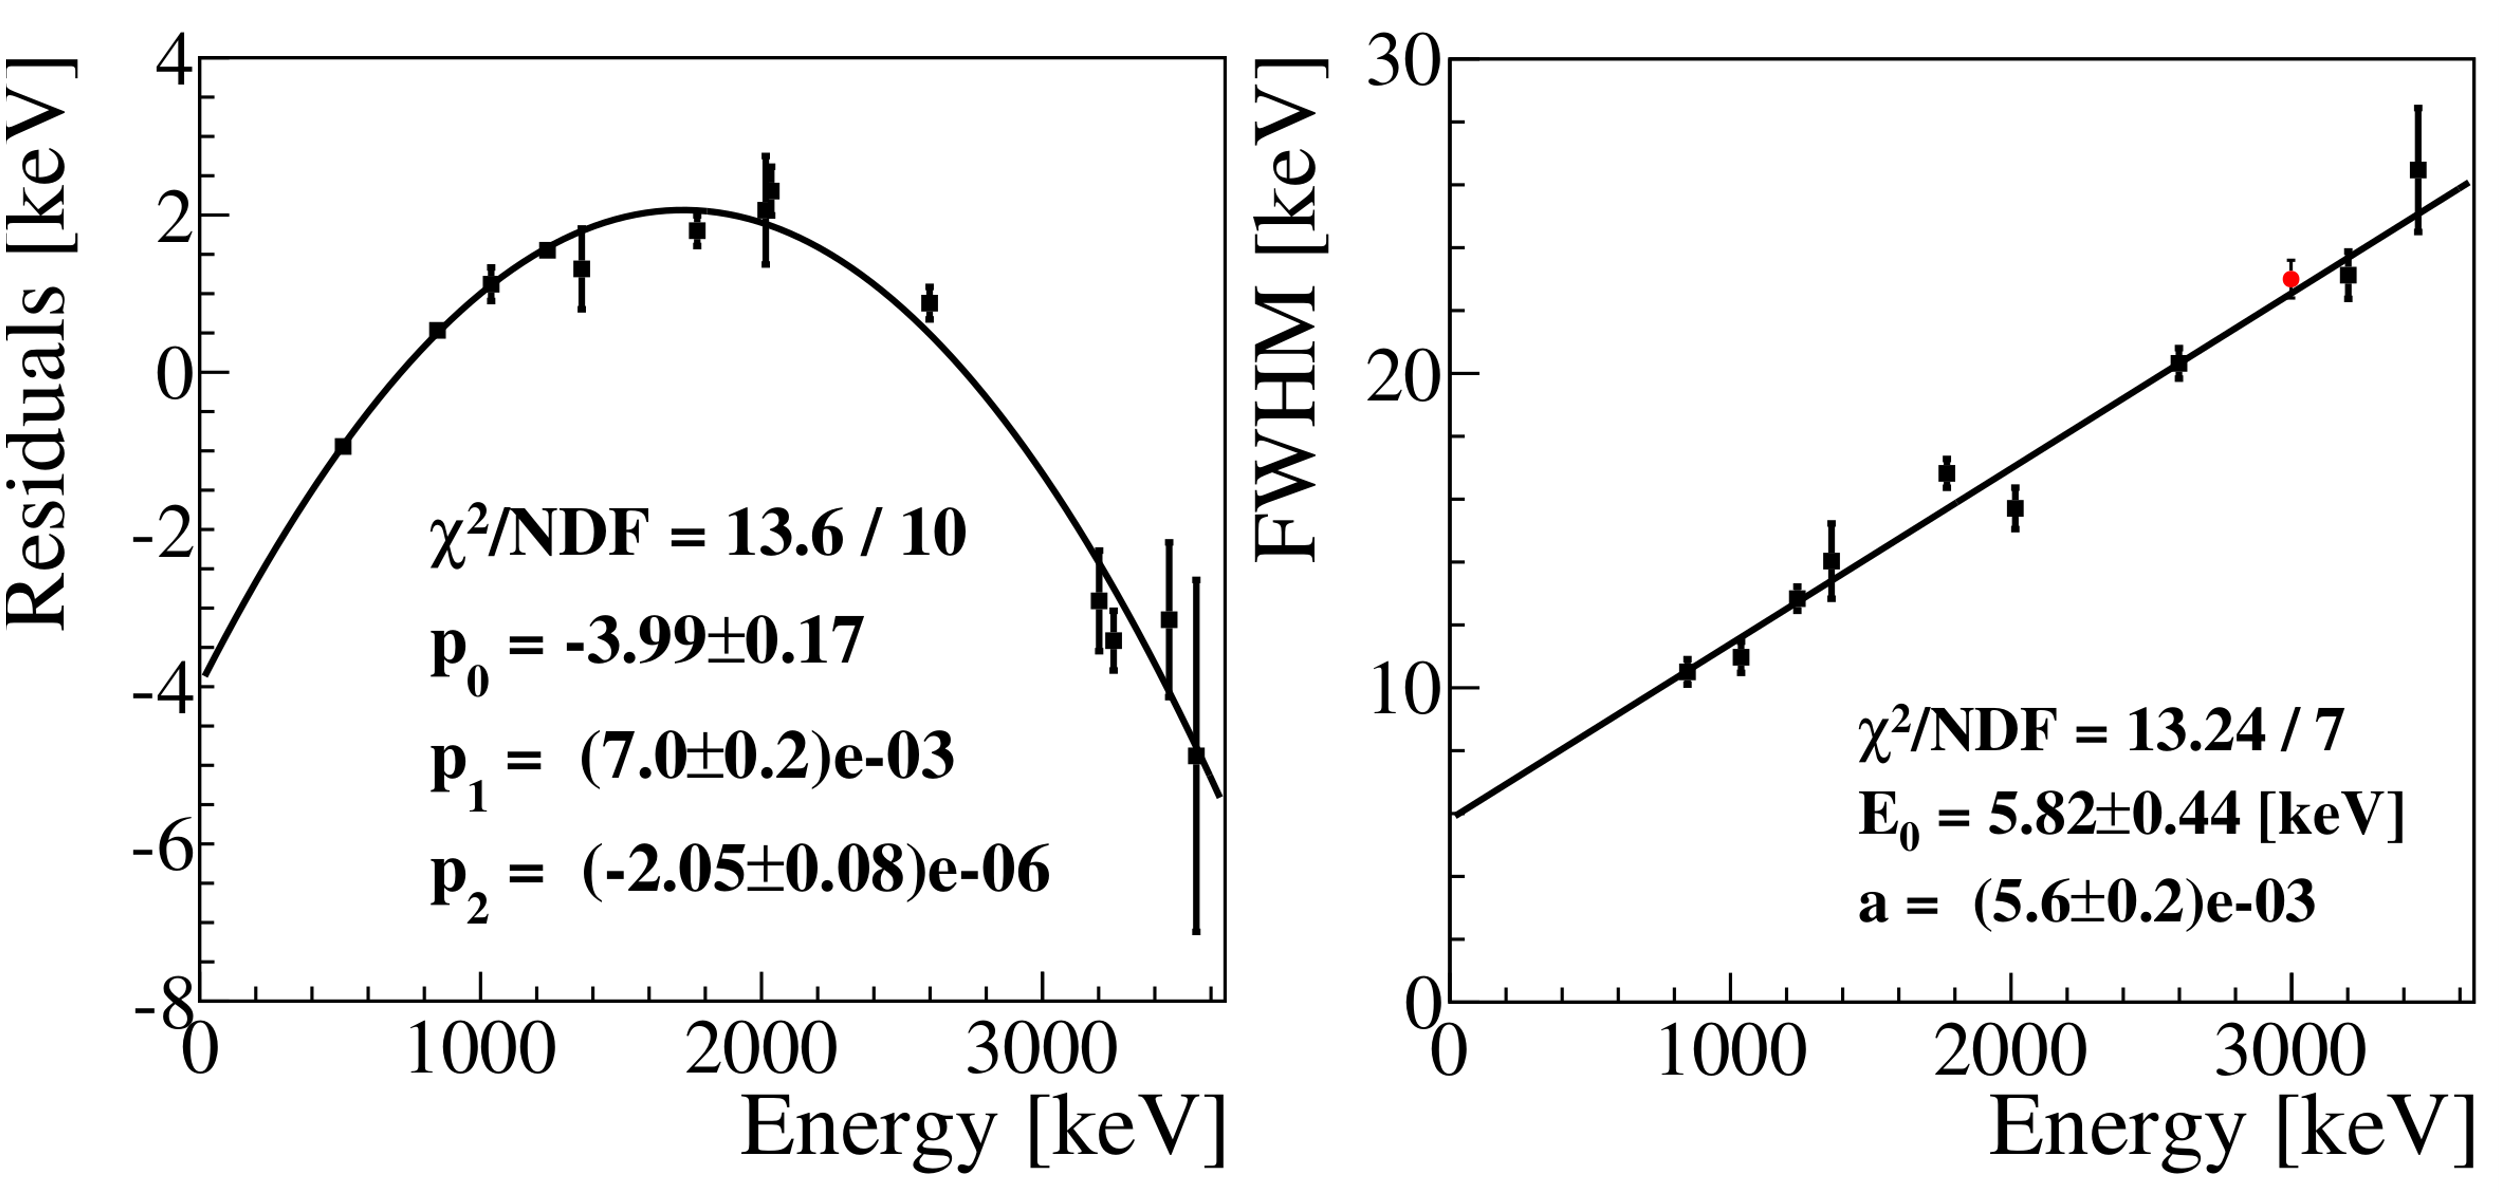 Residuals [keV]
4
2
0
-2
-4
-6
-8
χ²/NDF = 13.6 / 10
p₀ = -3.99±0.17
p₁ = (7.0±0.2)e-03
p₂ = (-2.05±0.08)e-06
0 1000 2000 3000
Energy [keV]
FWHM [keV]
30
20
10
0
χ²/NDF = 13.24 / 7
E₀ = 5.82±0.44 [keV]
a = (5.6±0.2)e-03
0 1000 2000 3000
Energy [keV]